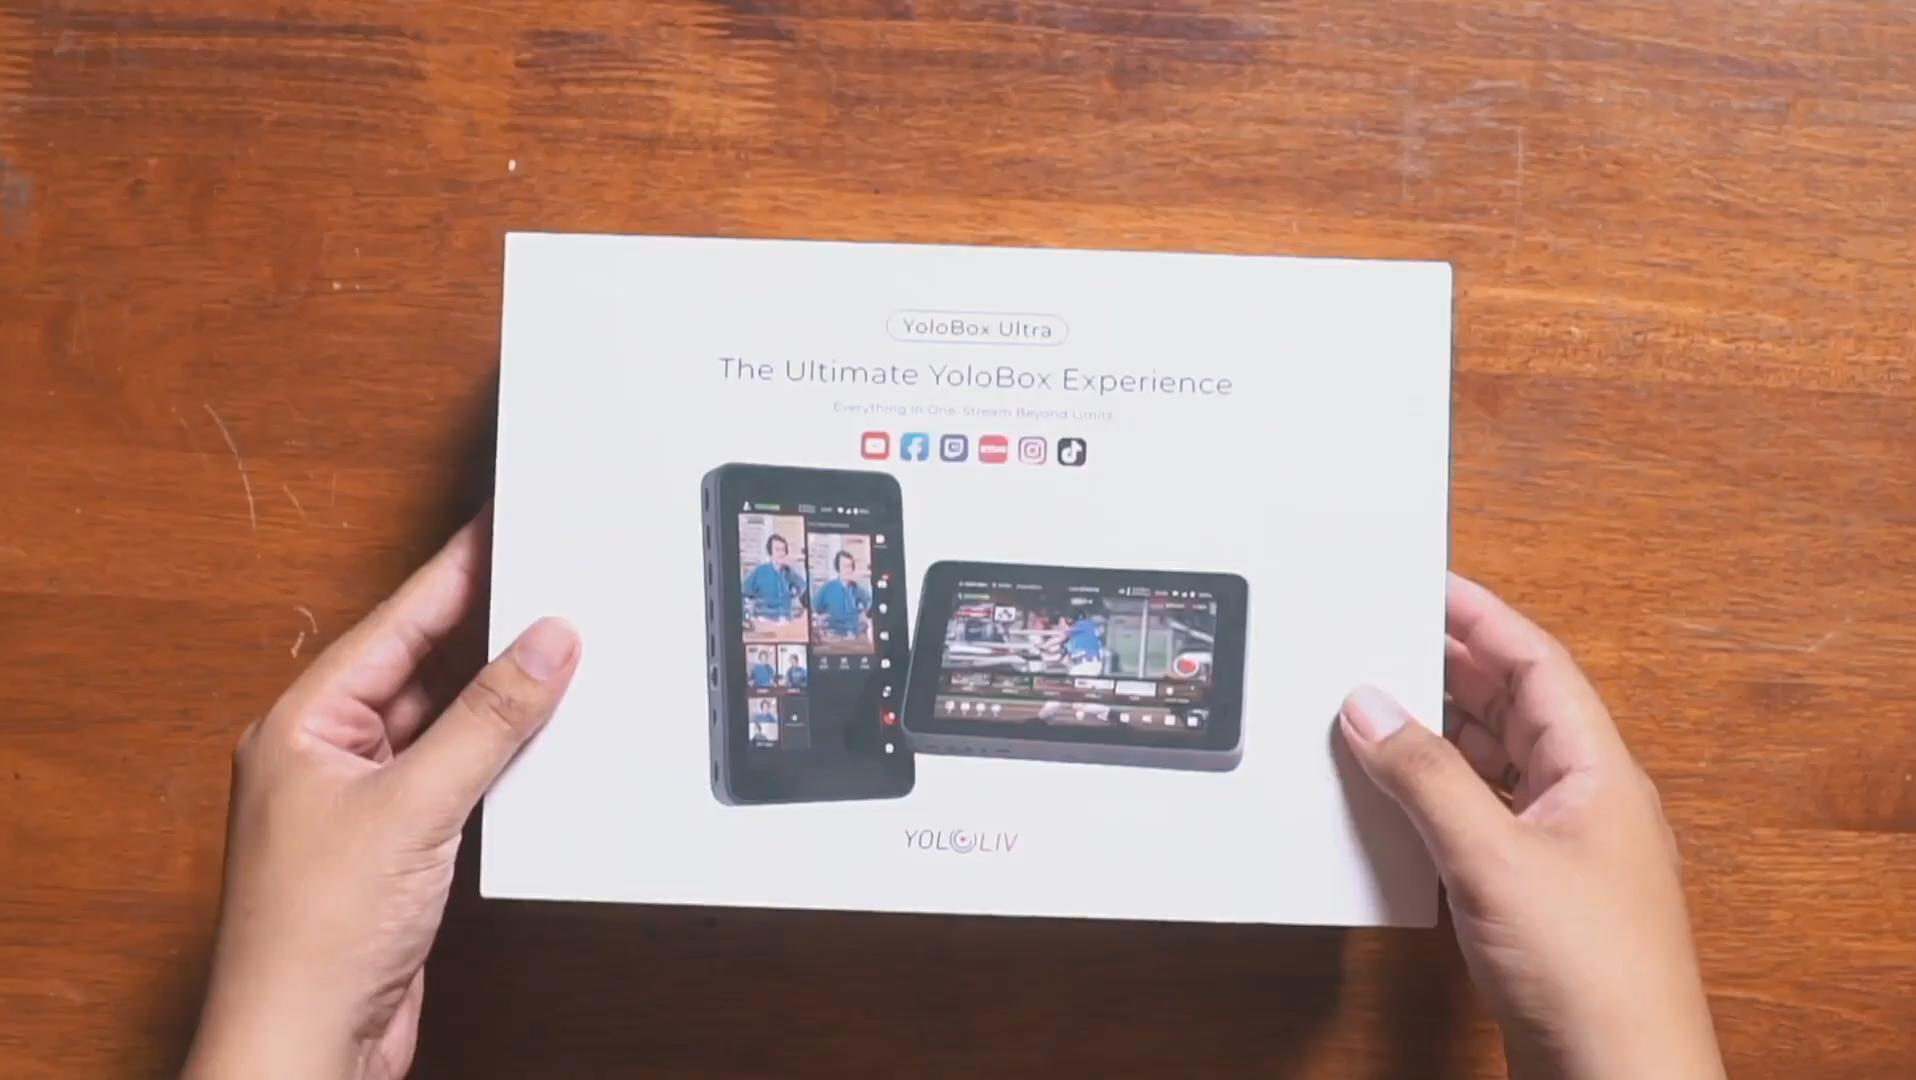 YoloBox Ultra
The Ultimate YoloBox Experience
Everything in One. Stream Beyond Limits
YOLOLIV